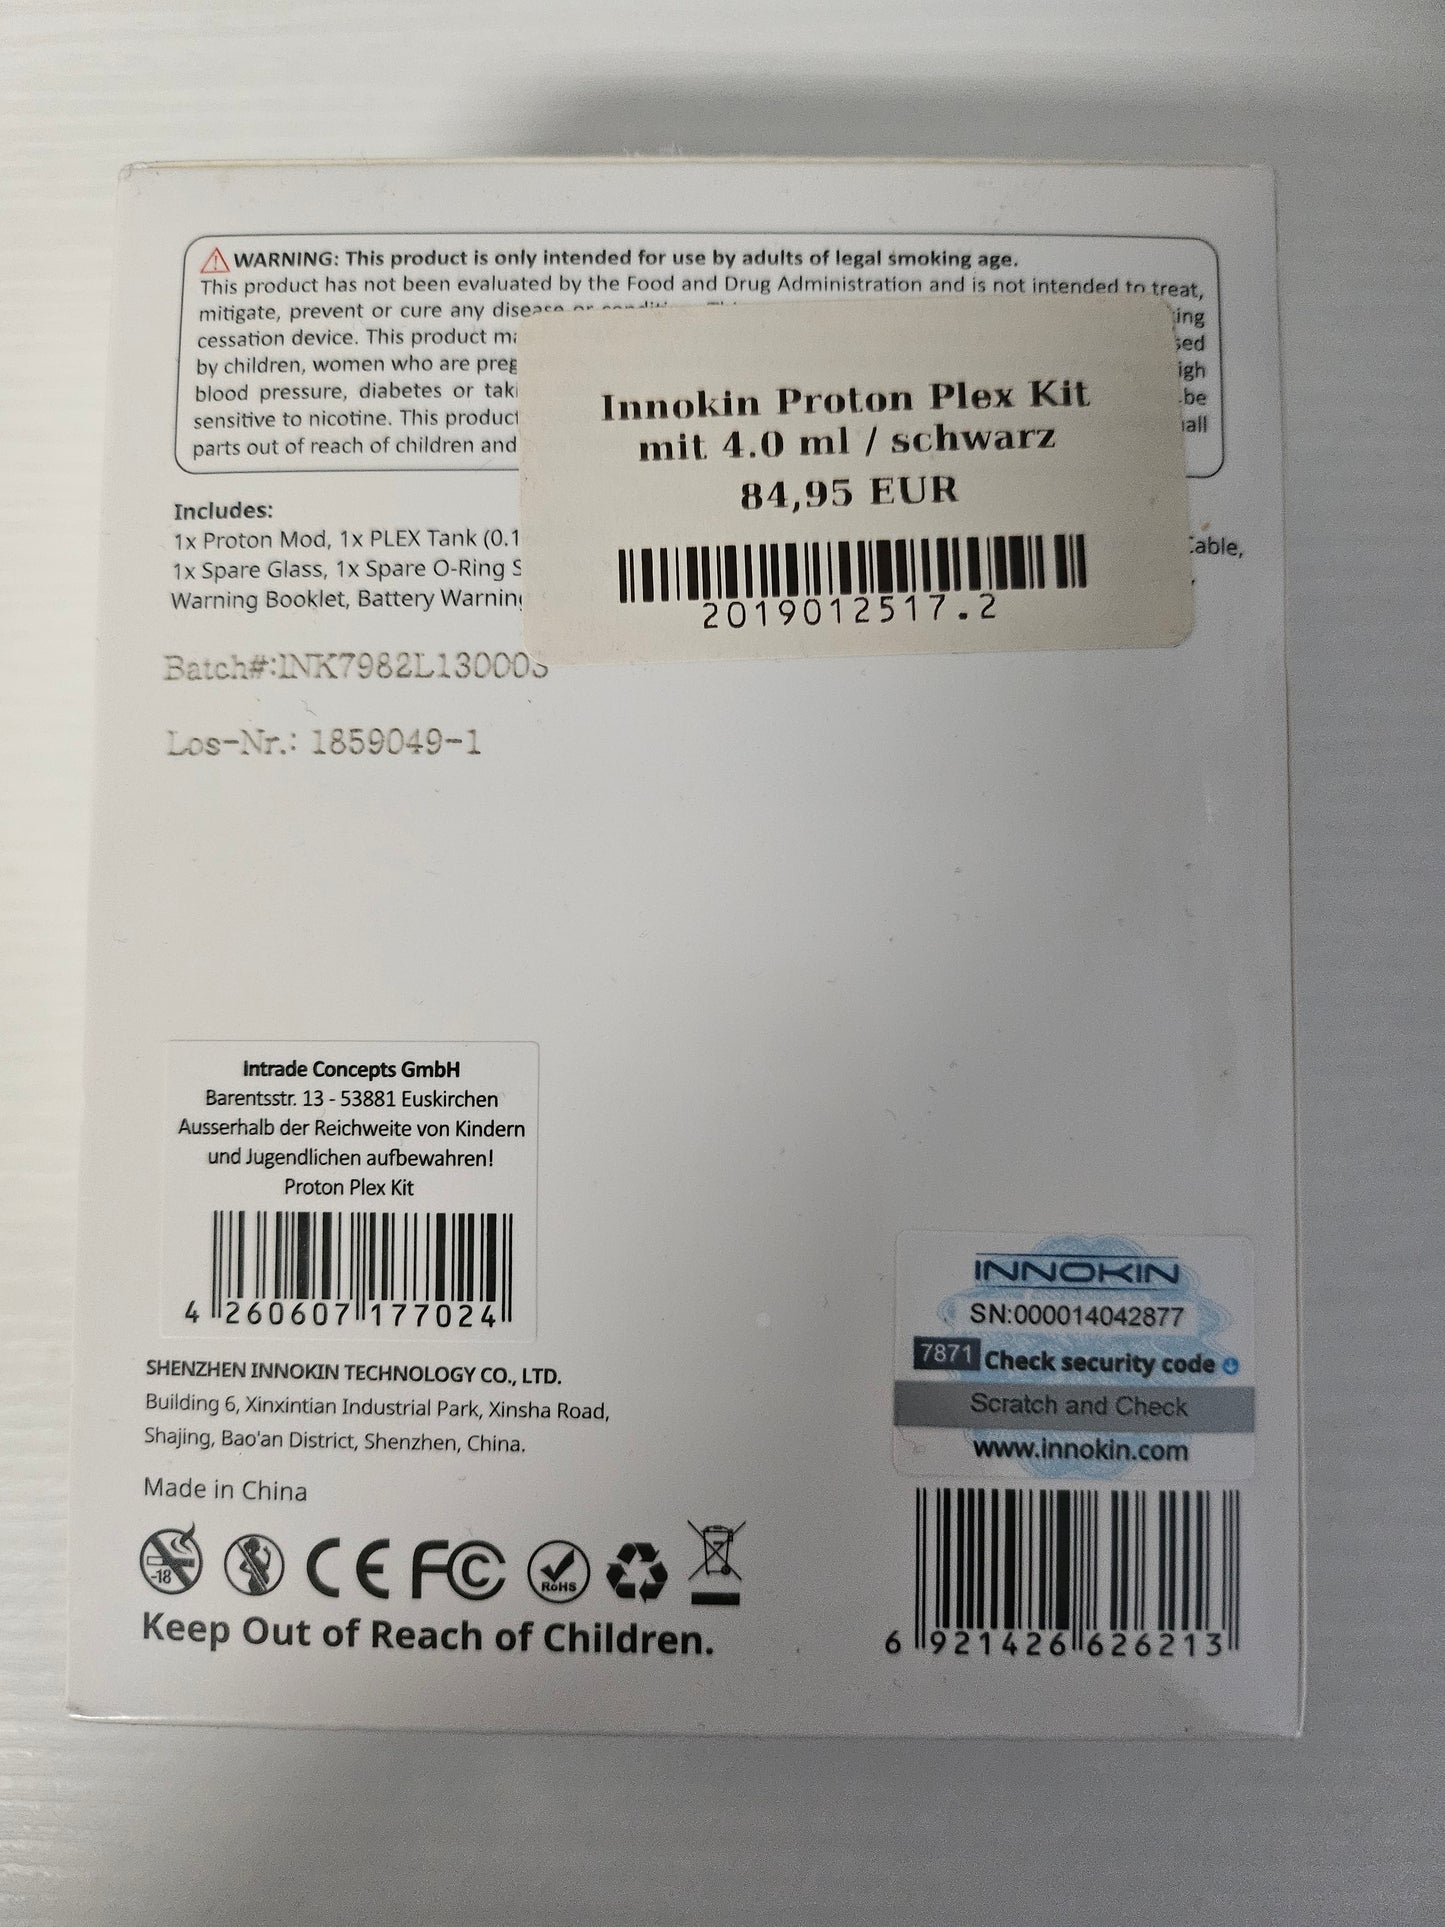 WARNING: This product is only intended for use by adults of legal smoking age.
This product has not been evaluated by the Food and Drug Administration and is not intended to treat,
mitigate, prevent or cure any disease or
cessation device. This product
by children, women who are
blood pressure, diabetes or
sensitive to nicotine. This product
parts out of reach of children and
Innokin Proton Plex Kit
mit 4.0 ml / schwarz
84,95 EUR
2019012517.2
Includes:
1x Proton Mod, 1x PLEX Tank (0.1
1x Spare Glass, 1x Spare O-Ring
Warning Booklet, Battery
Batch#:INK7982L130003
Los-Nr.: 1859049-1
Intrade Concepts GmbH
Barentsstr. 13 - 53881 Euskirchen
Ausserhalb der Reichweite von Kindern
und Jugendlichen aufbewahren!
Proton Plex Kit
4 260607 177024
SHENZHEN INNOKIN TECHNOLOGY CO., LTD.
Building 6, Xinxintian Industrial Park, Xinsha Road,
Shajing, Bao'an District, Shenzhen, China.
Made in China
-18 CE FC RoHS
Keep Out of Reach of Children.
INNOKIN
SN:000014042877
7871 Check security code
Scratch and Check
www.innokin.com
6 921426 626213